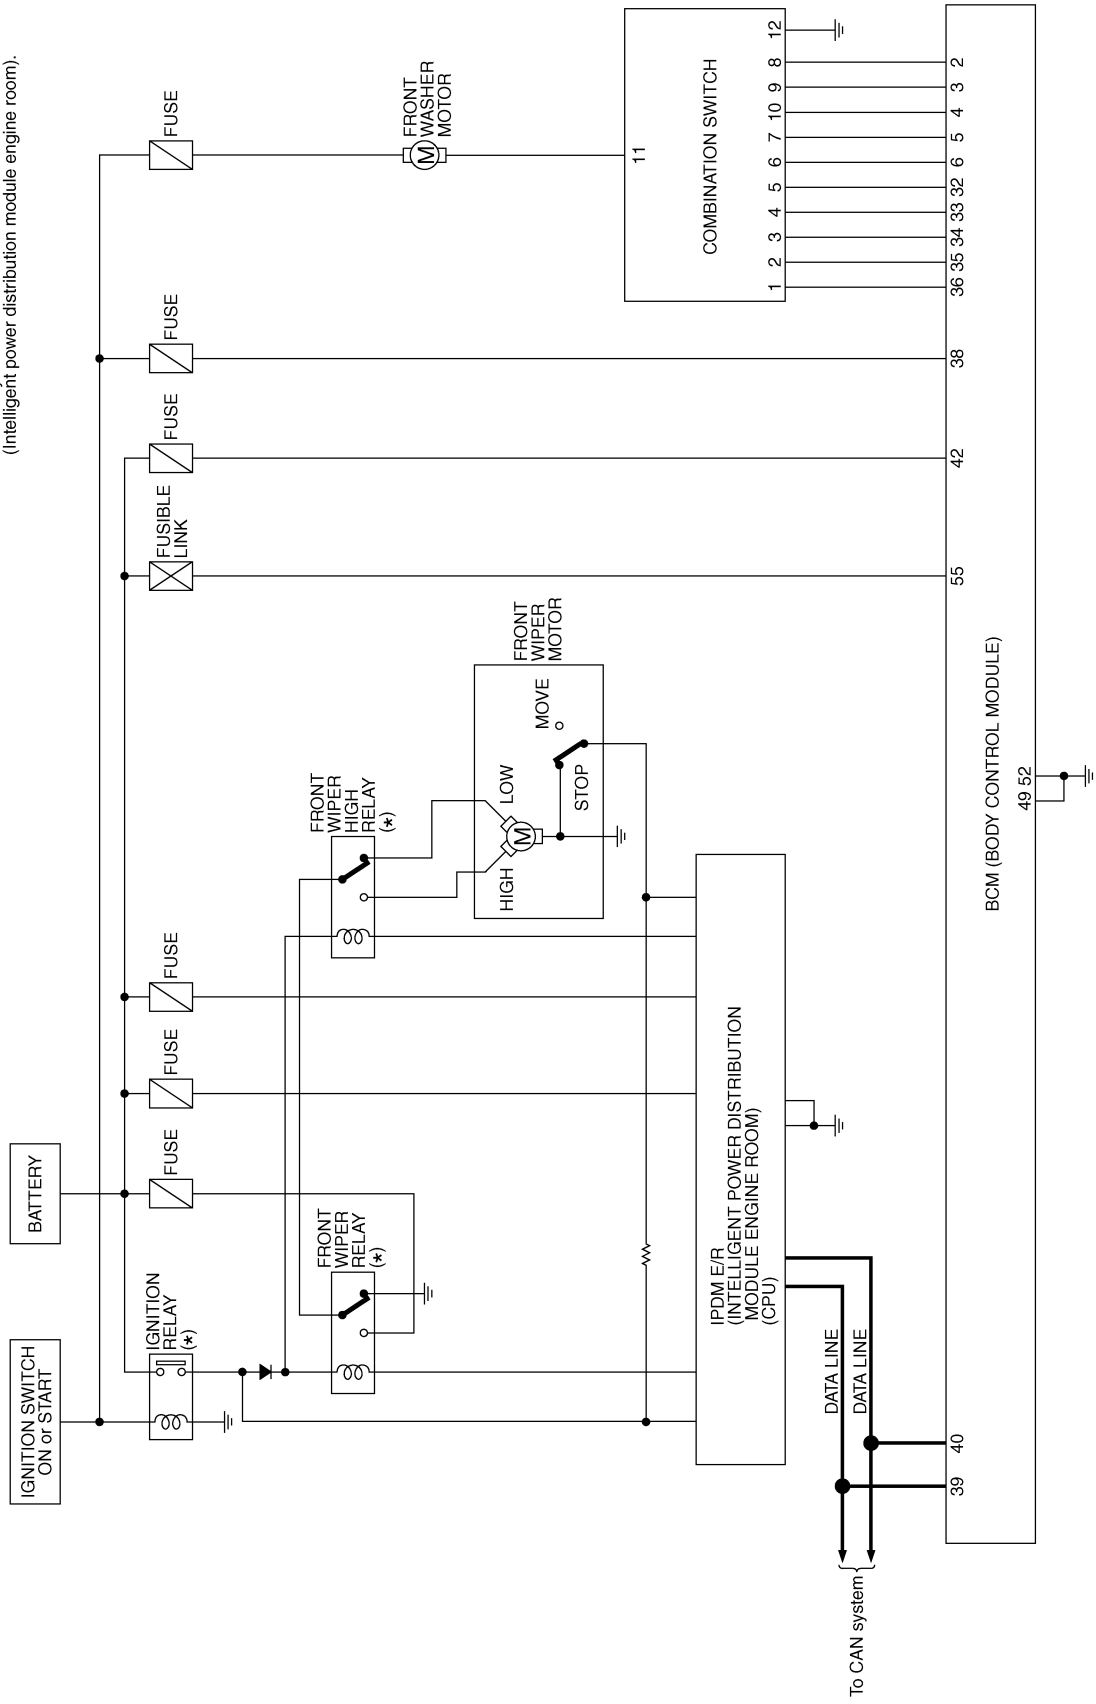 (Intelligent power distribution module engine room).
IGNITION SWITCH
ON or START
BATTERY
IGNITION
RELAY
(*)
FUSE
FUSE
FUSE
FUSIBLE
LINK
FUSE
FUSE
FUSE
FRONT
WIPER
RELAY
(*)
FRONT
WIPER
HIGH
RELAY
(*)
FRONT
WASHER
MOTOR
M
HIGH
LOW
M
STOP
MOVE
FRONT
WIPER
MOTOR
11
COMBINATION SWITCH
1
2
3
4
5
6
7
10
9
8
12
IPDM E/R
(INTELLIGENT POWER DISTRIBUTION
MODULE ENGINE ROOM)
(CPU)
DATA LINE
DATA LINE
To CAN system
39
40
55
42
38
36
35
34
33
32
6
5
4
3
2
BCM (BODY CONTROL MODULE)
49 52